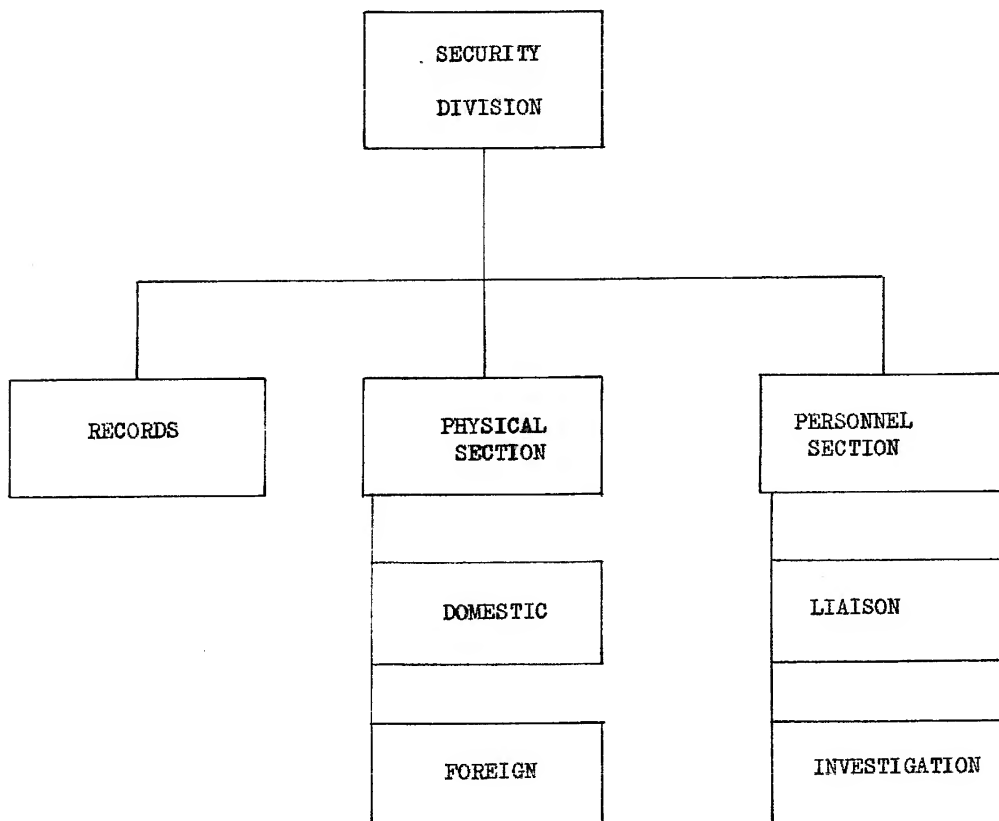 SECURITY
DIVISION
RECORDS
PHYSICAL
SECTION
PERSONNEL
SECTION
DOMESTIC
LIAISON
FOREIGN
INVESTIGATION